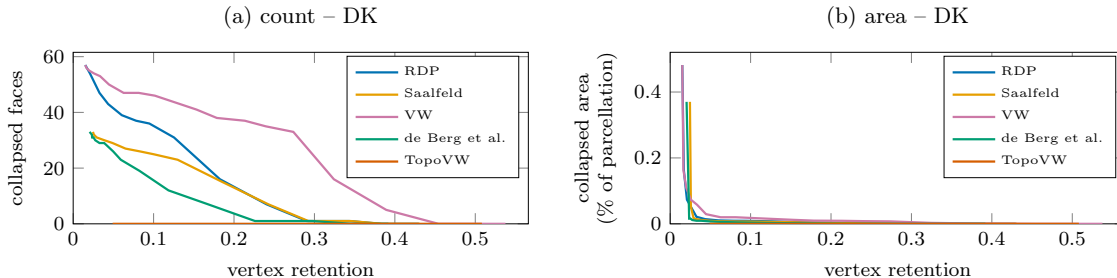 (a) count – DK
60
40
20
0
collapsed faces
RDP
Saalfeld
VW
de Berg et al.
TopoVW
0
0.1
0.2
0.3
0.4
0.5
vertex retention
(b) area – DK
0.4
0.2
0
collapsed area
(% of parcellation)
RDP
Saalfeld
VW
de Berg et al.
TopoVW
0
0.1
0.2
0.3
0.4
0.5
vertex retention